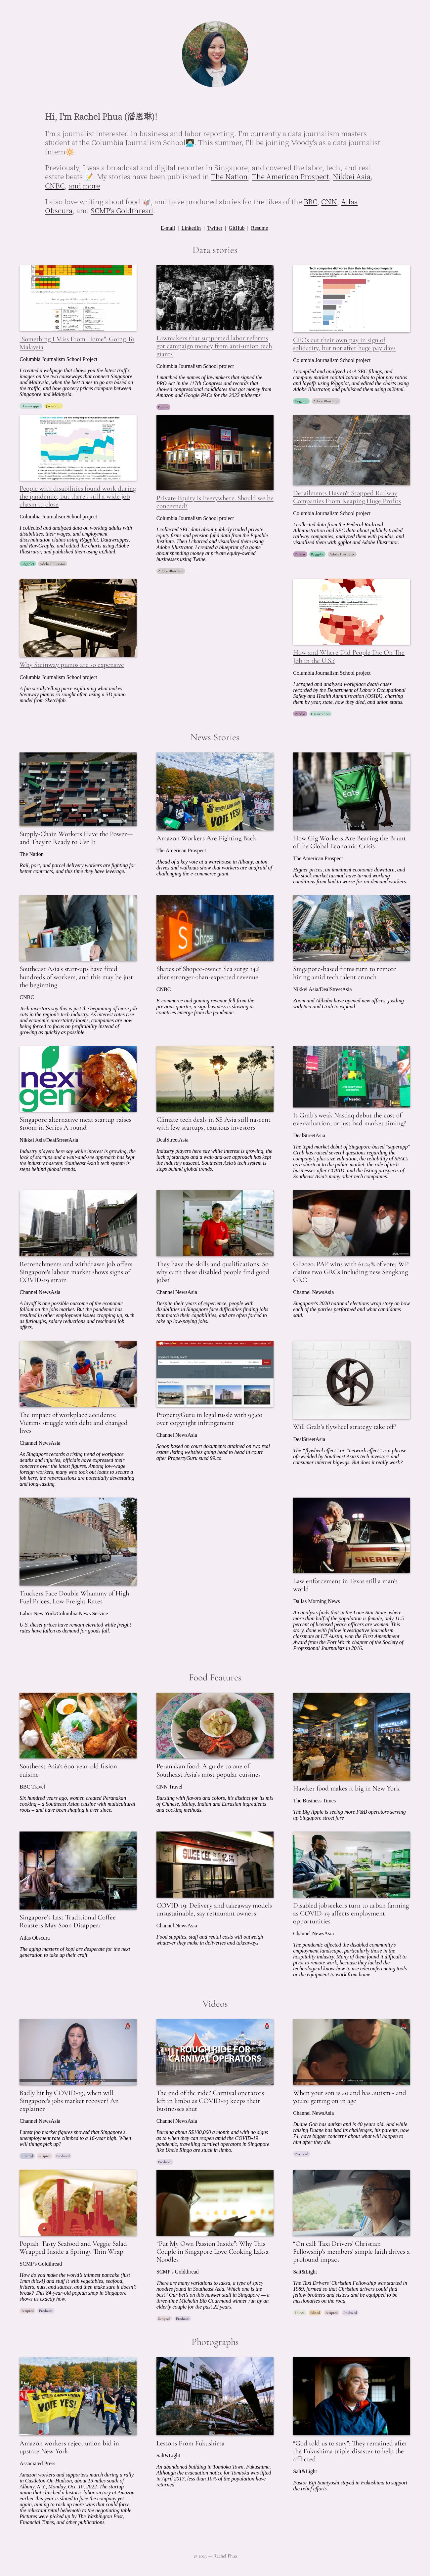 Hi, I'm Rachel Phua (潘恩琳)!
I'm a journalist interested in business and labor reporting. I'm currently a data journalism masters
student at the Columbia Journalism School👩🏻‍💻. This summer, I'll be joining Moody's as a data journalist
intern🔆.
Previously, I was a broadcast and digital reporter in Singapore, and covered the labor, tech, and real
estate beats 📝. My stories have been published in The Nation, The American Prospect, Nikkei Asia,
CNBC, and more.
I also love writing about food 🥡, and have produced stories for the likes of the BBC, CNN, Atlas
Obscura, and SCMP's Goldthread.
E-mail | LinkedIn | Twitter | GitHub | Resume
Data stories
"Something I Miss From Home": Going To
Malaysia
Columbia Journalism School Project
I created a webpage that shows you the latest traffic
images on the two causeways that connect Singapore
and Malaysia, when the best times to go are based on
the traffic, and how grocery prices compare between
Singapore and Malaysia.
Datawrapper Javascript
Lawmakers that supported labor reforms
got campaign money from anti-union tech
giants
Columbia Journalism school project
I matched the names of lawmakers that signed the
PRO Act in the 117th Congress and records that
showed congressional candidates that got money from
Amazon and Google PACs for the 2022 midterms.
Pandas
CEOs cut their own pay in sign of
solidarity, but not after huge pay days
Columbia Journalism school project
I compiled and analyzed 14-A SEC filings, and
company market capitalization data to look at pay ratios
and layoffs using R/ggplot, and edited the charts using
Adobe Illustrator, and published them using ai2html.
R/ggplot Adobe Illustrator
People with disabilities found work during
the pandemic, but there's still a wide job
chasm to close
Columbia Journalism School project
I collected and analyzed data on working adults with
disabilities, their wages, and employment
discrimination claims using R/ggplot, Datawrapper,
and RawGraphs. I edited the charts using Adobe
Illustrator, and published them using ai2html.
R/ggplot Adobe Illustrator
Private Equity is Everywhere. Should we be
concerned?
Columbia Journalism School project
I collected SEC data about publicly traded private
equity firms and pension fund data from the Equable
Institute. Then I charted and visualized them using
Adobe Illustrator. I created a blueprint of a game
about spending money at private equity-owned
businesses using Twine.
Adobe Illustrator
Derailments Haven't Stopped Railway
Companies From Reaping Huge Profits
Columbia Journalism School project
I collected data from the Federal Railroad
Administration and SEC data about publicly traded
railway companies, analyzed them with pandas, and
visualized them with ggplot and Adobe Illustrator.
Pandas R/ggplot Adobe Illustrator
Why Steinway pianos are so expensive
Columbia Journalism School project
A fun scrollytelling piece explaining what makes
Steinway pianos so sought after, using a 3D piano
model from Sketchfab.
How and Where Did People Die On The
Job in the U.S.?
Columbia Journalism School project
I scraped and analyzed workplace death cases
recorded by the Department of Labor's Occupational
Safety and Health Administration (OSHA), charting
them by year, state, how they died, and union status.
Pandas Datawrapper
News Stories
Supply-Chain Workers Have the Power—
and They're Ready to Use It
The Nation
Rail, port, and parcel delivery workers are fighting for
better contracts, and this time they have leverage.
Amazon Workers Are Fighting Back
The American Prospect
Ahead of a key vote at a warehouse in Albany, union
drives and walkouts show that workers are unafraid of
challenging the e-commerce giant.
How Gig Workers Are Bearing the Brunt
of the Global Economic Crisis
The American Prospect
Higher prices, an imminent economic downturn, and
the stock market turmoil have turned working
conditions from bad to worse for on-demand workers.
Southeast Asia's start-ups have fired
hundreds of workers, and this may be just
the beginning
CNBC
Tech investors say this is just the beginning of more job
cuts in the region's tech industry. As interest rates rise
and economic uncertainty looms, companies are now
being forced to focus on profitability instead of
growing as quickly as possible.
Shares of Shopee-owner Sea surge 14%
after stronger-than-expected revenue
CNBC
E-commerce and gaming revenue fell from the
previous quarter, a sign business is slowing as
countries emerge from the pandemic.
Singapore-based firms turn to remote
hiring amid tech talent crunch
Nikkei Asia/DealStreetAsia
Zoom and Alibaba have opened new offices, jostling
with Sea and Grab to expand.
next
gen
Singapore alternative meat startup raises
$100m in Series A round
Nikkei Asia/DealStreetAsia
Industry players here say while interest is growing, the
lack of startups and a wait-and-see approach has kept
the industry nascent. Southeast Asia's tech system is
steps behind global trends.
Climate tech deals in SE Asia still nascent
with few startups, cautious investors
DealStreetAsia
Industry players here say while interest is growing, the
lack of startups and a wait-and-see approach has kept
the industry nascent. Southeast Asia's tech system is
steps behind global trends.
Is Grab's weak Nasdaq debut the cost of
overvaluation, or just bad market timing?
DealStreetAsia
The tepid market debut of Singapore-based "superapp"
Grab has raised several questions regarding the
company's plus-size valuation, the reliability of SPACs
as a shortcut to the public market, the role of tech
businesses after COVID, and the listing prospects of
Southeast Asia's many other tech companies.
Retrenchments and withdrawn job offers:
Singapore's labour market shows signs of
COVID-19 strain
Channel NewsAsia
A layoff is one possible outcome of the economic
fallout on the job market. But the pandemic has
resulted in other employment issues cropping up, such
as furloughs, salary reductions and rescinded job
offers.
They have the skills and qualifications. So
why can't these disabled people find good
jobs?
Channel NewsAsia
Despite their years of experience, people with
disabilities in Singapore face difficulties finding jobs
that match their capabilities, and are often forced to
take up low-paying jobs.
GE2020: PAP wins with 61.24% of vote; WP
claims two GRCs including new Sengkang
GRC
Channel NewsAsia
Singapore's 2020 national elections wrap story on how
each of the parties performed and what candidates
said.
The impact of workplace accidents:
Victims struggle with debt and changed
lives
Channel NewsAsia
As Singapore records a rising trend of workplace
deaths and injuries, officials have expressed their
concerns over the latest figures. Among low-wage
foreign workers, many who took out loans to secure a
job here, the repercussions are potentially devastating
and long-lasting.
PropertyGuru in legal tussle with 99.co
over copyright infringement
Channel NewsAsia
Scoop based on court documents attained on two real
estate listing websites going head to head in court
after PropertyGuru sued 99.co.
Will Grab's flywheel strategy take off?
DealStreetAsia
The "flywheel effect" or "network effect" is a phrase
oft-wielded by Southeast Asia's tech investors and
consumer internet bigwigs. But does it really work?
Truckers Face Double Whammy of High
Fuel Prices, Low Freight Rates
Labor New York/Columbia News Service
U.S. diesel prices have remain elevated while freight
rates have fallen as demand for goods fall.
SHERIFF
Law enforcement in Texas still a man's
world
Dallas Morning News
An analysis finds that in the Lone Star State, where
more than half of the population is female, only 11.5
percent of licensed peace officers are women. This
story, done with fellow investigative journalism
classmate at UT Austin, won the First Amendment
Award from the Fort Worth chapter of the Society of
Professional Journalists in 2016.
Food Features
Southeast Asia's 600-year-old fusion
cuisine
BBC Travel
Six hundred years ago, women created Peranakan
cooking – a Southeast Asian cuisine with multicultural
roots – and have been shaping it ever since.
Peranakan food: A guide to one of
Southeast Asia's most popular cuisines
CNN Travel
Bursting with flavors and colors, it's distinct for its mix
of Chinese, Malay, Indian and Eurasian ingredients
and cooking methods.
Hawker food makes it big in New York
The Business Times
The Big Apple is seeing more F&B operators serving
up Singapore street fare
Singapore's Last Traditional Coffee
Roasters May Soon Disappear
Atlas Obscura
The aging masters of kopi are desperate for the next
generation to take up their craft.
COVID-19: Delivery and takeaway models
unsustainable, say restaurant owners
Channel NewsAsia
Food supplies, staff and rental costs will outweigh
whatever they make in deliveries and takeaways.
Disabled jobseekers turn to urban farming
as COVID-19 affects employment
opportunities
Channel NewsAsia
The pandemic affected the disabled community's
employment landscape, particularly those in the
hospitality industry. Many of them found it difficult to
pivot to remote work, because they lacked the
technological know-how to use teleconferencing tools
or the equipment to work from home.
Videos
Badly hit by COVID-19, when will
Singapore's jobs market recover? An
explainer
Channel NewsAsia
Latest job market figures showed that Singapore's
unemployment rate climbed to a 16-year high. When
will things pick up?
Hosted Scripted Produced
ROUGH RIDE FOR
CARNIVAL OPERATORS
The end of the ride? Carnival operators
left in limbo as COVID-19 keeps their
businesses shut
Channel NewsAsia
Burning about S$100,000 a month and with no signs
as to when they can reopen amid the COVID-19
pandemic, travelling carnival operators in Singapore
like Uncle Ringo are stuck in limbo.
Produced
When your son is 40 and has autism - and
you're getting on in age
Channel NewsAsia
Duane Goh has autism and is 40 years old. And while
raising Duane has had its challenges, his parents, now
74, have bigger concerns about what will happen to
him after they die.
Produced
Popiah: Tasty Seafood and Veggie Salad
Wrapped Inside a Springy Thin Wrap
SCMP's Goldthread
How do you make the world's thinnest pancake (just
1mm thick!) and stuff it with vegetables, seafood,
fritters, nuts, and sauces, and then make sure it doesn't
break? This 84-year-old popiah shop in Singapore
shows us exactly how.
Scripted Produced
"Put My Own Passion Inside": Why This
Couple in Singapore Love Cooking Laksa
Noodles
SCMP's Goldthread
There are many variations to laksa, a type of spicy
noodles found in Southeast Asia. Which one is the
best? Our bet's on this hawker stall in Singapore — a
three-time Michelin Bib Gourmand winner run by an
elderly couple for the past 22 years.
Scripted Produced
"On call: Taxi Drivers' Christian
Fellowship's members' simple faith drives a
profound impact
Salt&Light
The Taxi Drivers' Christian Fellowship was started in
1989, formed so that Christian drivers could find
fellow brothers and sisters and be equipped to be
missionaries on the road.
Filmed Edited Scripted Produced
Photographs
Amazon workers reject union bid in
upstate New York
Associated Press
Amazon workers and supporters march during a rally
in Castleton-On-Hudson, about 15 miles south of
Albany, N.Y., Monday, Oct. 10, 2022. The startup
union that clinched a historic labor victory at Amazon
earlier this year is slated to face the company yet
again, aiming to rack up more wins that could force
the reluctant retail behemoth to the negotiating table.
Pictures were picked up by The Washington Post,
Financial Times, and other publications.
Lessons From Fukushima
Salt&Light
An abandoned building in Tomioka Town, Fukushima.
Although the evacuation notice for Tomioka was lifted
in April 2017, less than 10% of the population have
returned.
"God told us to stay": They remained after
the Fukushima triple-disaster to help the
afflicted
Salt&Light
Pastor Eiji Sumiyoshi stayed in Fukushima to support
the relief efforts.
© 2023 — Rachel Phua